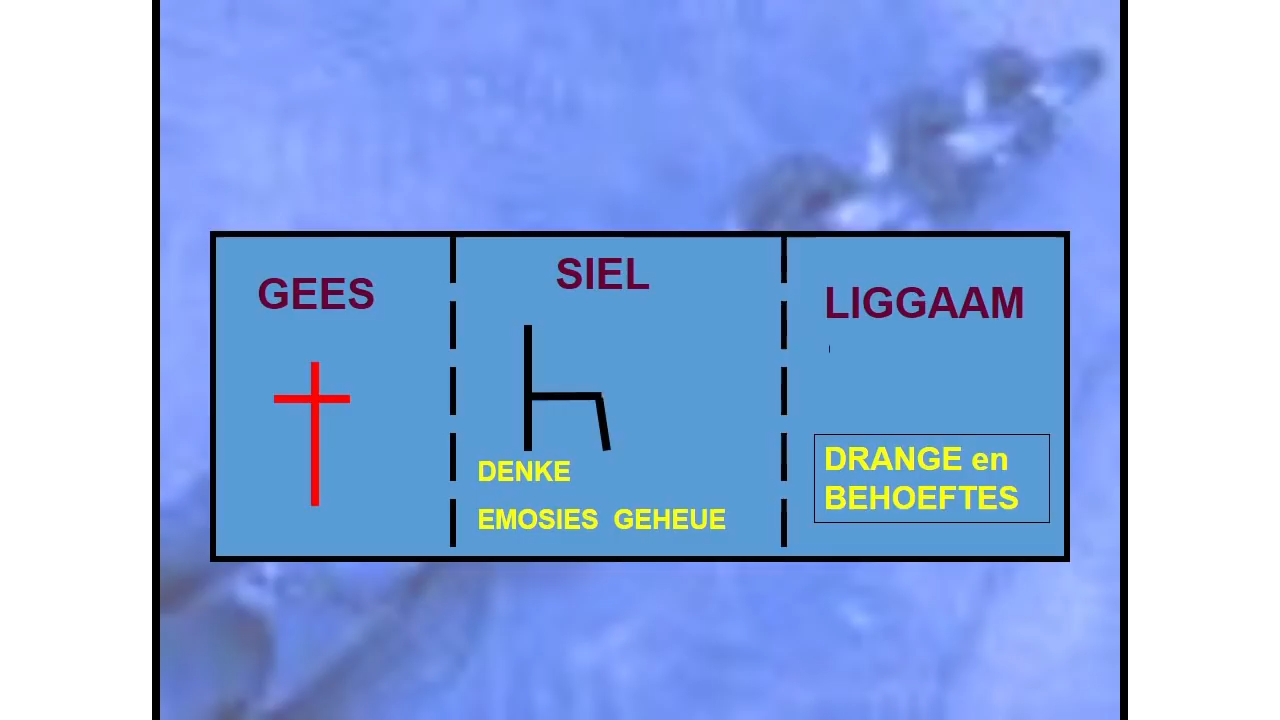 GEES
SIEL
LIGGAAM
DENKE
EMOSIES GEHEUE
DRANGE en
BEHOEFTES